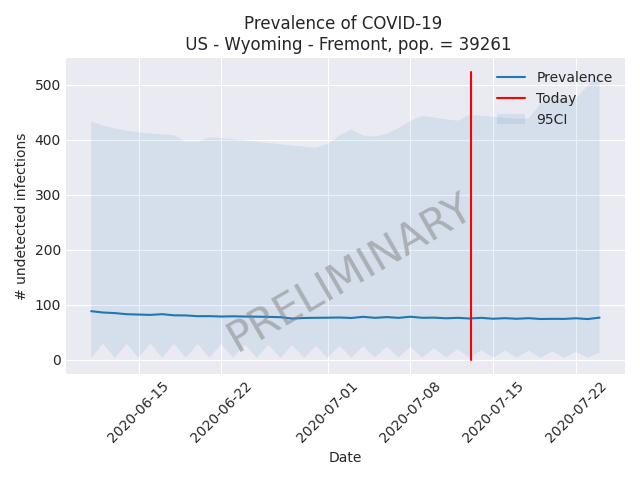 Prevalence of COVID-19
US - Wyoming - Fremont, pop. = 39261
# undetected infections
500
400
300
200
100
0
Prevalence
Today
95CI
PRELIMINARY
2020-06-15
2020-06-22
2020-07-01
2020-07-08
2020-07-15
2020-07-22
Date